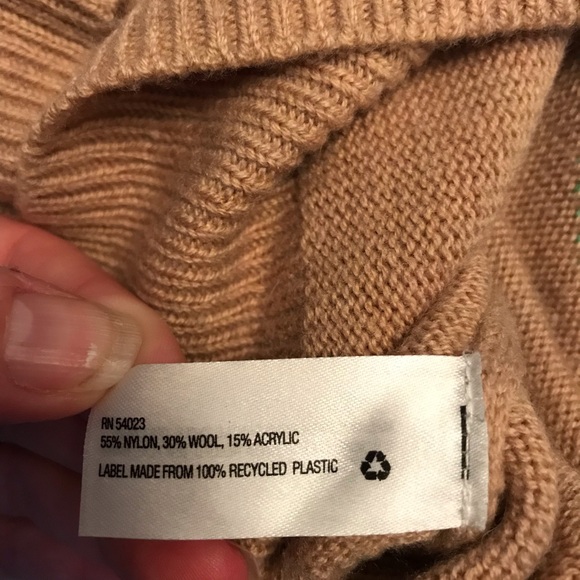 RN 54023
55% NYLON, 30% WOOL, 15% ACRYLIC
LABEL MADE FROM 100% RECYCLED PLASTIC